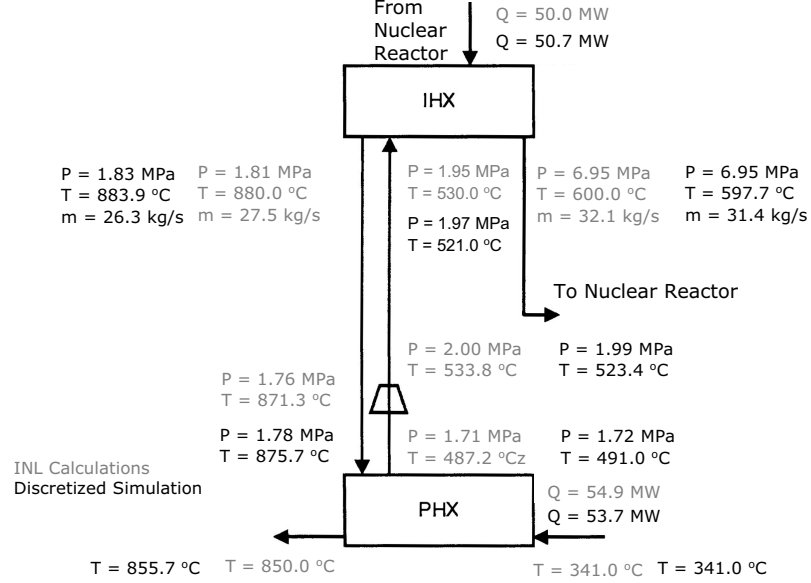 From
Nuclear
Reactor
Q = 50.0 MW
Q = 50.7 MW
IHX
P = 1.83 MPa
T = 883.9 °C
m = 26.3 kg/s
P = 1.81 MPa
T = 880.0 °C
m = 27.5 kg/s
P = 1.95 MPa
T = 530.0 °C
P = 1.97 MPa
T = 521.0 °C
P = 6.95 MPa
T = 600.0 °C
m = 32.1 kg/s
P = 6.95 MPa
T = 597.7 °C
m = 31.4 kg/s
To Nuclear Reactor
P = 2.00 MPa
T = 533.8 °C
P = 1.99 MPa
T = 523.4 °C
P = 1.76 MPa
T = 871.3 °C
P = 1.78 MPa
T = 875.7 °C
P = 1.71 MPa
T = 487.2 °Cz
P = 1.72 MPa
T = 491.0 °C
INL Calculations
Discretized Simulation
PHX
Q = 54.9 MW
Q = 53.7 MW
T = 855.7 °C
T = 850.0 °C
T = 341.0 °C
T = 341.0 °C